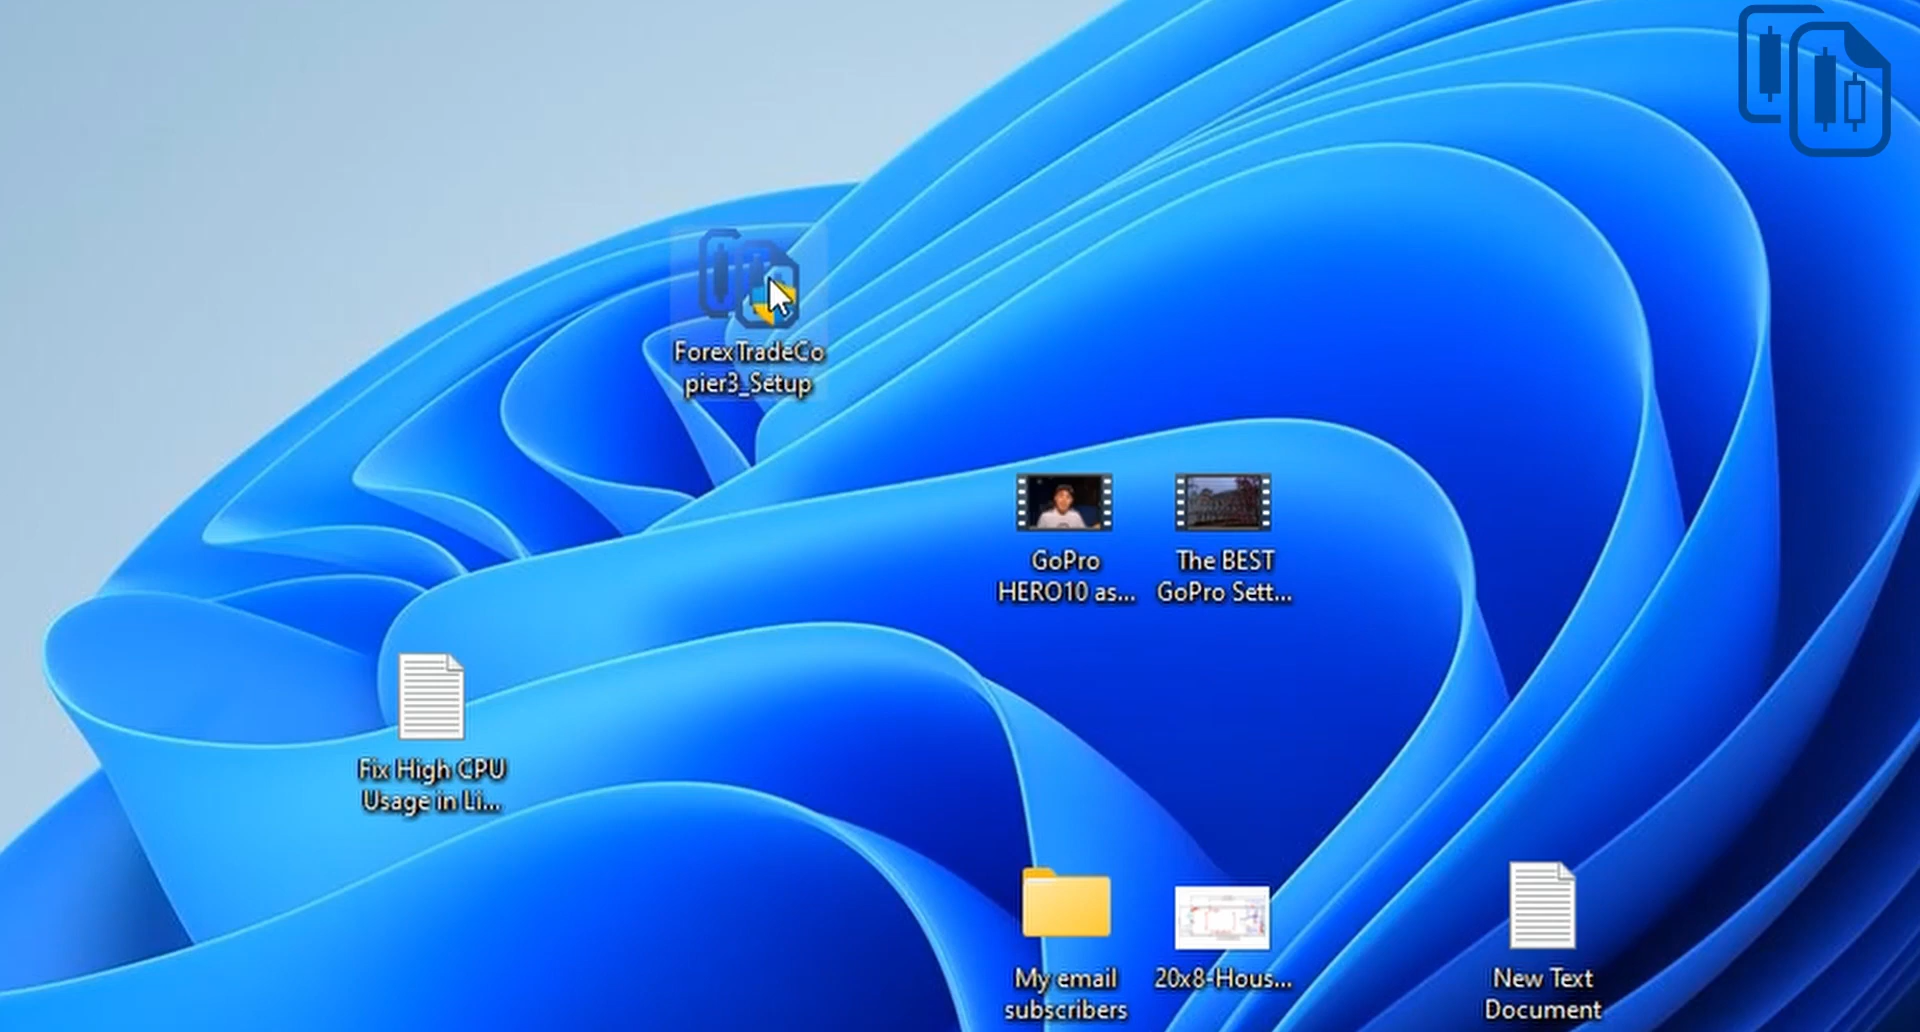 ForexTradeCo
pier3_Setup
GoPro
HERO10 as...
The BEST
GoPro Sett...
Fix High CPU
Usage in Li...
My email
subscribers
20x8-Hous...
New Text
Document